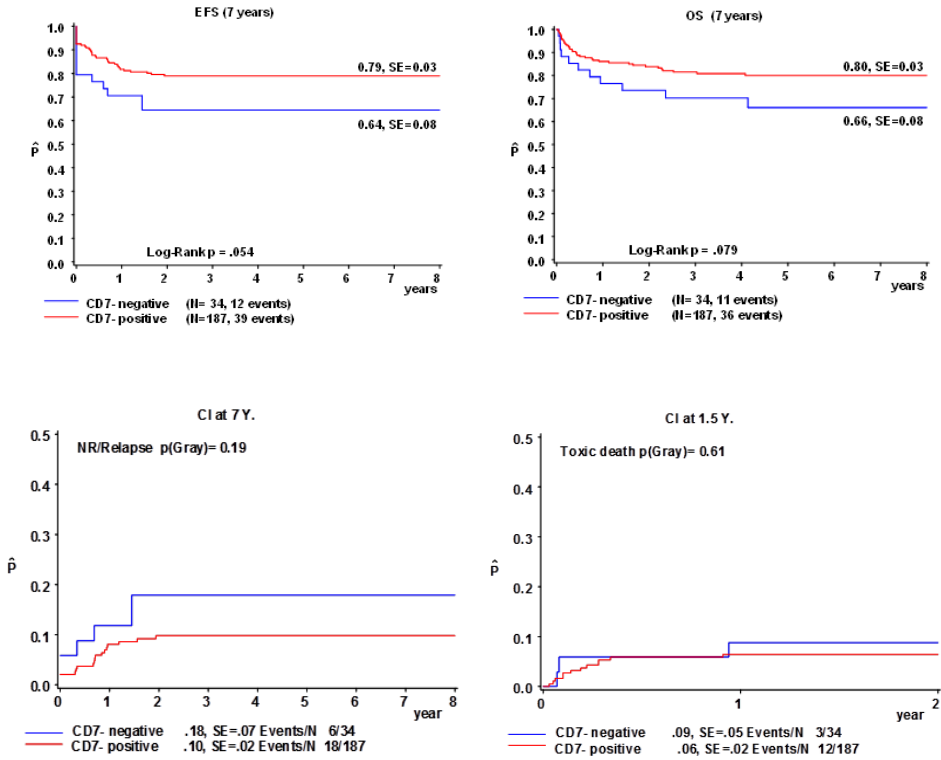 EFS (7 years)
1.0
0.9
0.8
0.7
0.6
0.5
0.4
0.3
0.2
0.1
0.0
P̂
0.79, SE=0.03
0.64, SE=0.08
Log-Rank p = .054
0 1 2 3 4 5 6 7 8
years
CD7- negative (N= 34, 12 events)
CD7- positive (N=187, 39 events)
OS (7 years)
1.0
0.9
0.8
0.7
0.6
0.5
0.4
0.3
0.2
0.1
0.0
P̂
0.80, SE=0.03
0.66, SE=0.08
Log-Rank p = .079
0 1 2 3 4 5 6 7 8
years
CD7- negative (N= 34, 11 events)
CD7- positive (N=187, 36 events)
CI at 7 Y.
0.5
0.4
0.3
0.2
0.1
0.0
P̂
NR/Relapse p(Gray)= 0.19
0 1 2 3 4 5 6 7 8
year
CD7- negative .18, SE=.07 Events/N 6/34
CD7- positive .10, SE=.02 Events/N 18/187
CI at 1.5 Y.
0.5
0.4
0.3
0.2
0.1
0.0
P̂
Toxic death p(Gray)= 0.61
0 1 2
year
CD7- negative .09, SE=.05 Events/N 3/34
CD7- positive .06, SE=.02 Events/N 12/187